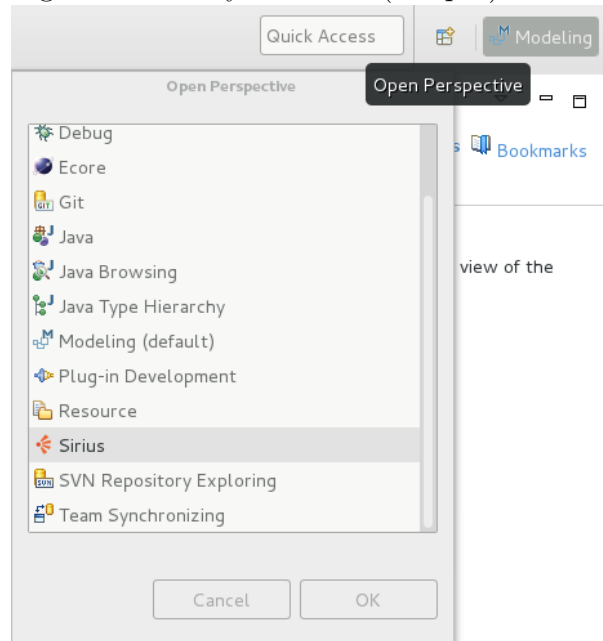 Quick Access
Modeling
Open Perspective
Open Perspective
Debug
Bookmarks
Ecore
Git
Java
Java Browsing
view of the
Java Type Hierarchy
Modeling (default)
Plug-in Development
Resource
Sirius
SVN Repository Exploring
Team Synchronizing
Cancel
OK